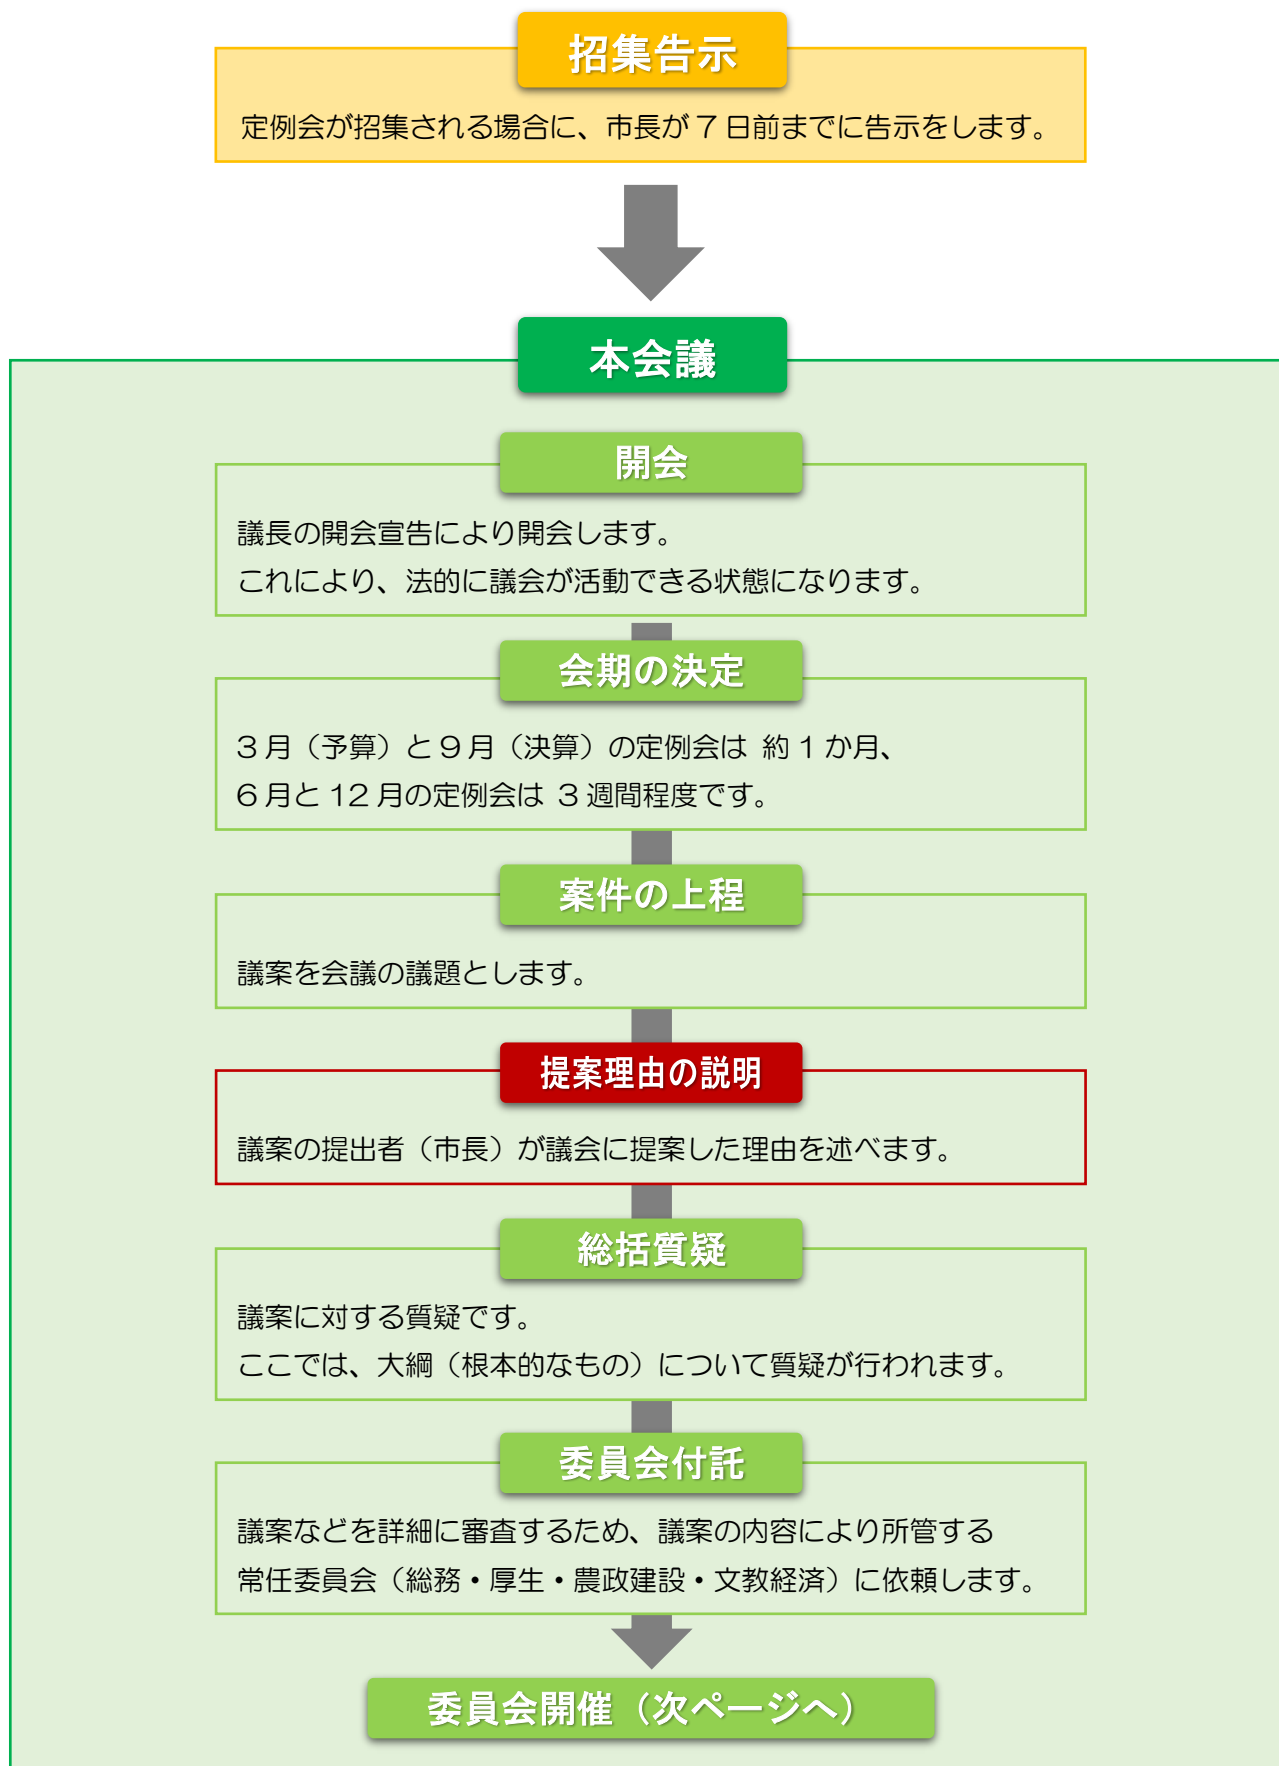 招集告示
定例会が招集される場合に、市長が7日前までに告示をします。
本会議
開会
議長の開会宣告により開会します。
これにより、法的に議会が活動できる状態になります。
会期の決定
3月（予算）と9月（決算）の定例会は 約1か月、
6月と12月の定例会は 3週間程度です。
案件の上程
議案を会議の議題とします。
提案理由の説明
議案の提出者（市長）が議会に提案した理由を述べます。
総括質疑
議案に対する質疑です。
ここでは、大綱（根本的なもの）について質疑が行われます。
委員会付託
議案などを詳細に審査するため、議案の内容により所管する
常任委員会（総務・厚生・農政建設・文教経済）に依頼します。
委員会開催（次ページへ）